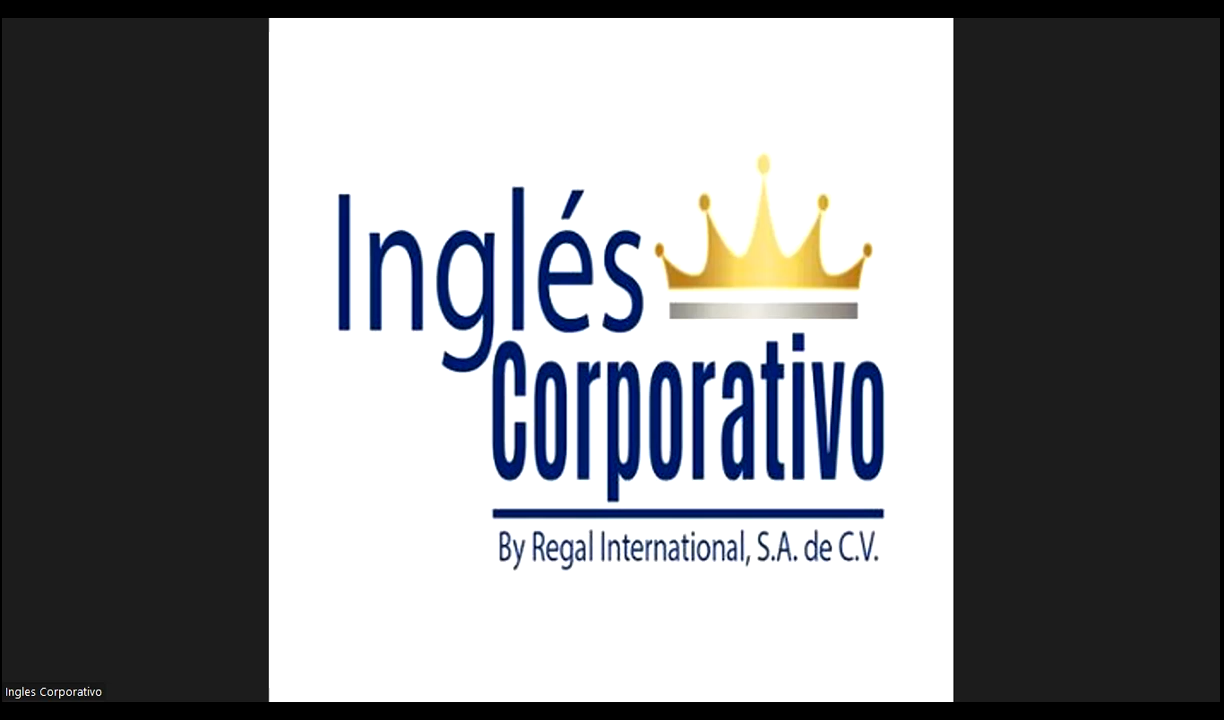 Inglés
Corporativo
By Regal International, S.A. de C.V.
Ingles Corporativo